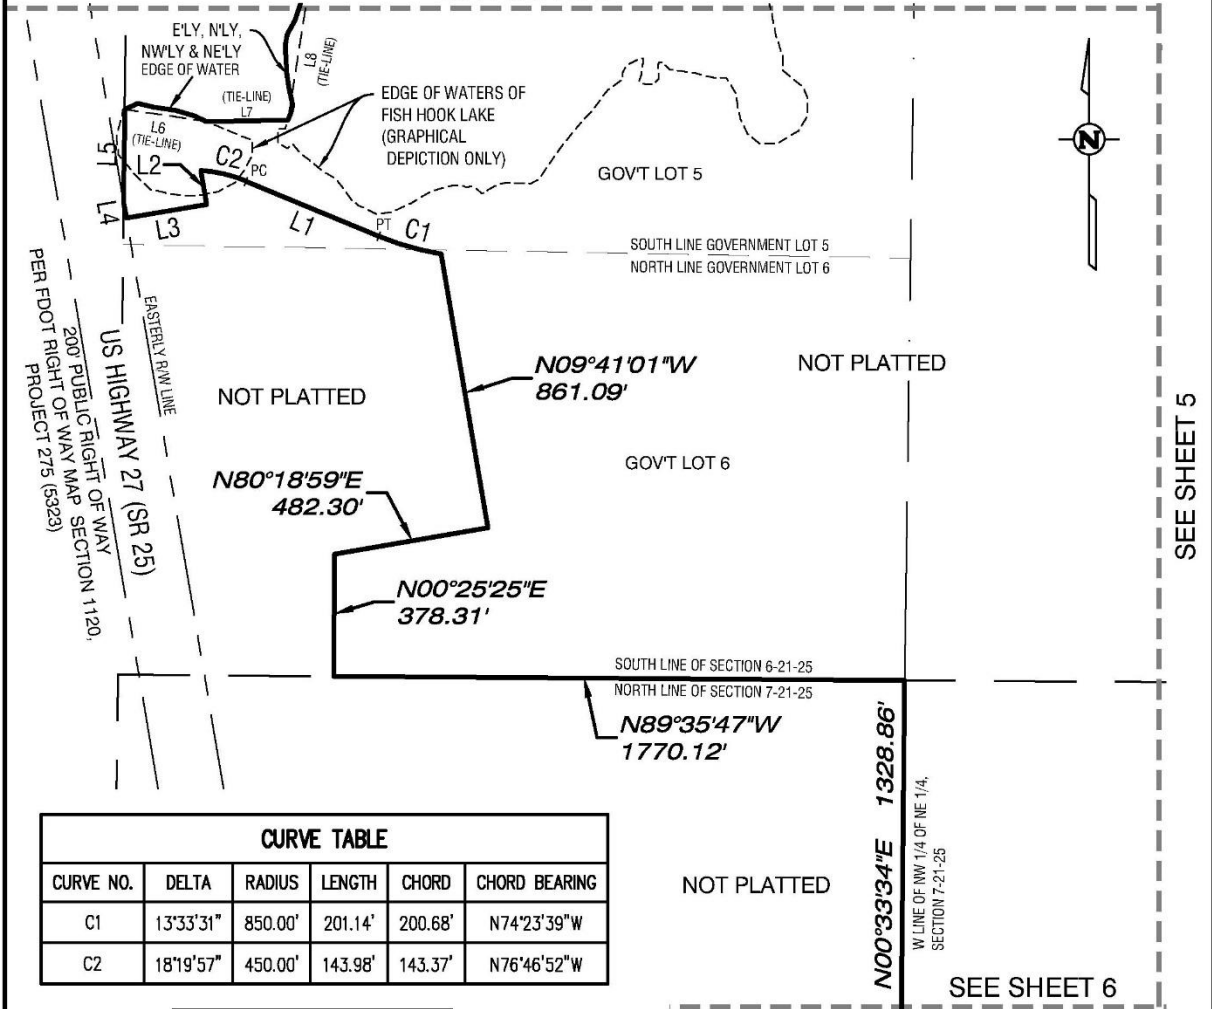 E'LY, N'LY,
NW'LY & NE'LY
EDGE OF WATER
L8
(TIE-LINE)
(TIE-LINE)
L7
EDGE OF WATERS OF
FISH HOOK LAKE
(GRAPHICAL
DEPICTION ONLY)
L6
(TIE-LINE)
L5
L2
C2
PC
L4
L3
L1
PT
C1
N
GOV'T LOT 5
SOUTH LINE GOVERNMENT LOT 5
NORTH LINE GOVERNMENT LOT 6
EASTERLY R/W LINE
US HIGHWAY 27 (SR 25)
200' PUBLIC RIGHT OF WAY
PER FDOT RIGHT OF WAY MAP SECTION 1120,
PROJECT 275 (5323)
NOT PLATTED
N09°41'01"W
861.09'
NOT PLATTED
GOV'T LOT 6
N80°18'59"E
482.30'
N00°25'25"E
378.31'
SEE SHEET 5
SOUTH LINE OF SECTION 6-21-25
NORTH LINE OF SECTION 7-21-25
N89°35'47"W
1770.12'
N00°33'34"E 1328.86'
W LINE OF NW 1/4 OF NE 1/4,
SECTION 7-21-25
NOT PLATTED
SEE SHEET 6
CURVE TABLE
CURVE NO. DELTA RADIUS LENGTH CHORD CHORD BEARING
C1 13°33'31" 850.00' 201.14' 200.68' N74°23'39"W
C2 18°19'57" 450.00' 143.98' 143.37' N76°46'52"W